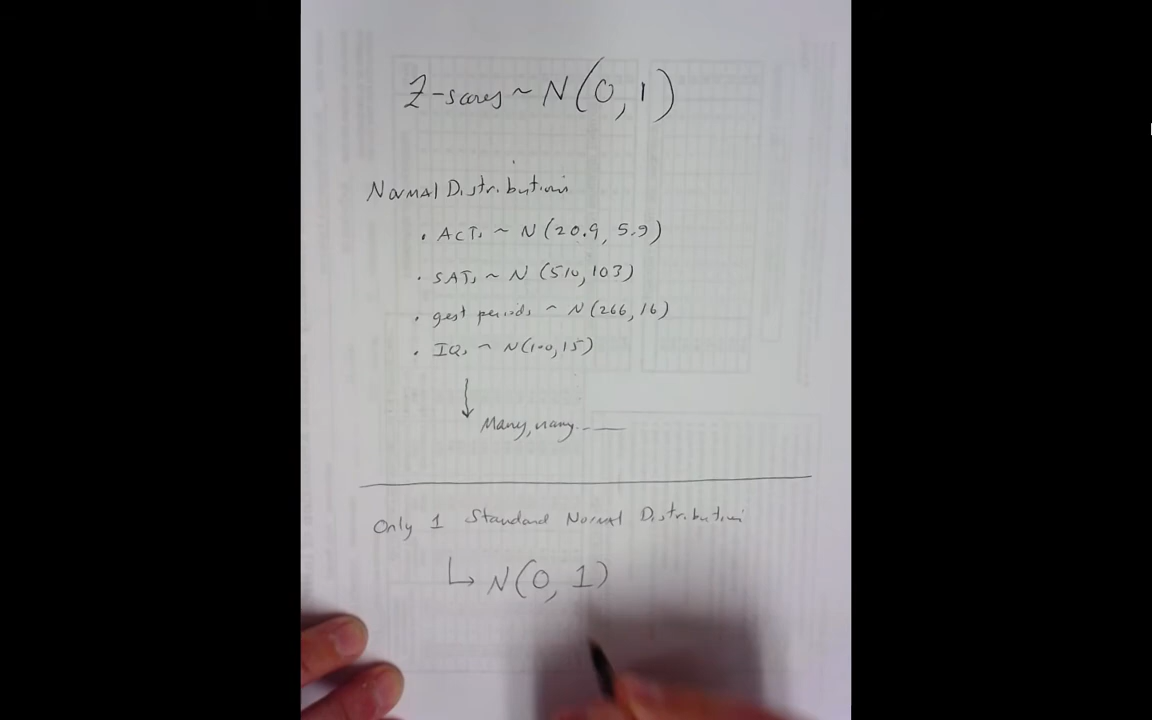 Z-scores ~ N(0, 1)
Normal Distributions
• ACTs ~ N(20.9, 5.9)
• SATs ~ N(510, 103)
• gest periods ~ N(266, 16)
• IQs ~ N(100, 15)
Many, many...
Only 1 Standard Normal Distribution
↳ N(0, 1)